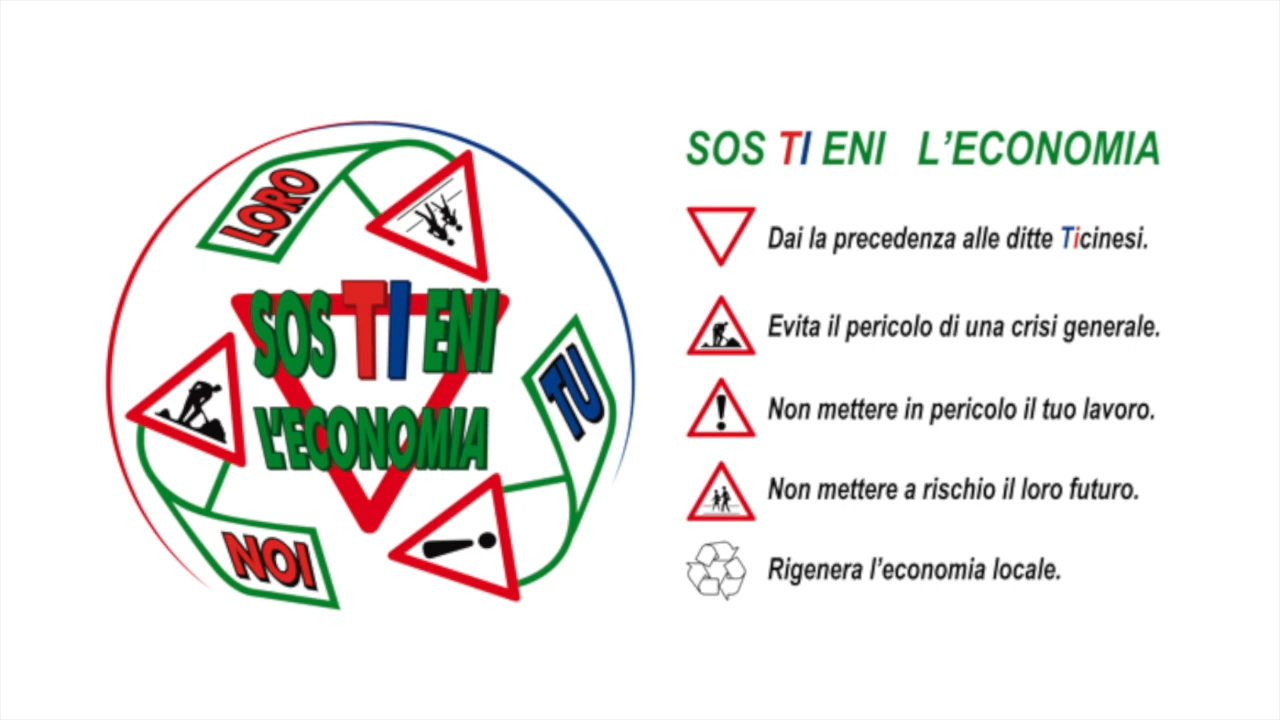 LORO
SOS TI ENI
L'ECONOMIA
TU
NOI
SOS TI ENI L'ECONOMIA
Dai la precedenza alle ditte Ticinesi.
Evita il pericolo di una crisi generale.
Non mettere in pericolo il tuo lavoro.
Non mettere a rischio il loro futuro.
Rigenera l'economia locale.